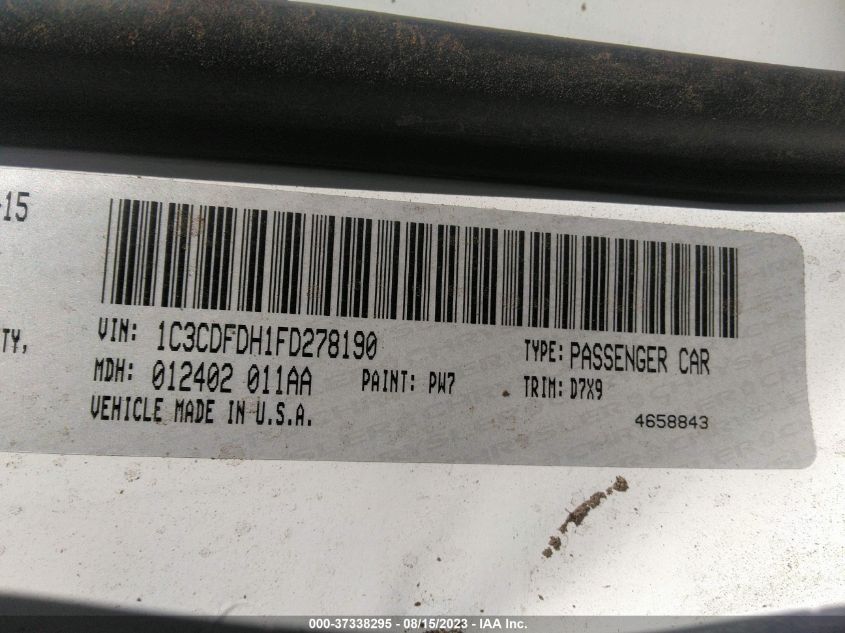 -15
VIN: 1C3CDFDH1FD278190 TYPE: PASSENGER CAR
TY,
MDH: 012402 011AA PAINT: PW7 TRIM: D7X9
VEHICLE MADE IN U.S.A. 4658843
000-37338295 - 08/15/2023 - IAA Inc.